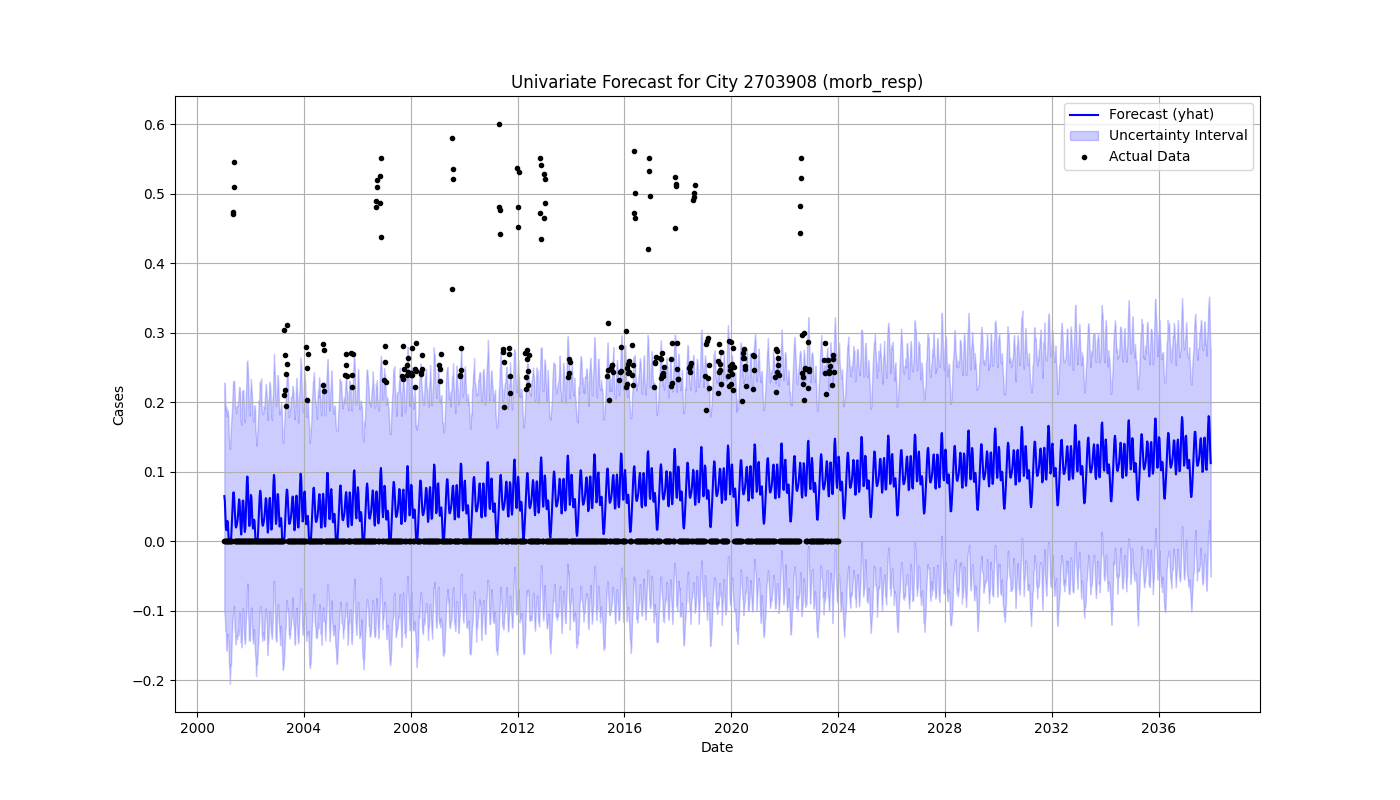 Univariate Forecast for City 2703908 (morb_resp)
Forecast (yhat)
Uncertainty Interval
Actual Data
Cases
0.6
0.5
0.4
0.3
0.2
0.1
0.0
−0.1
−0.2
2000 2004 2008 2012 2016 2020 2024 2028 2032 2036
Date